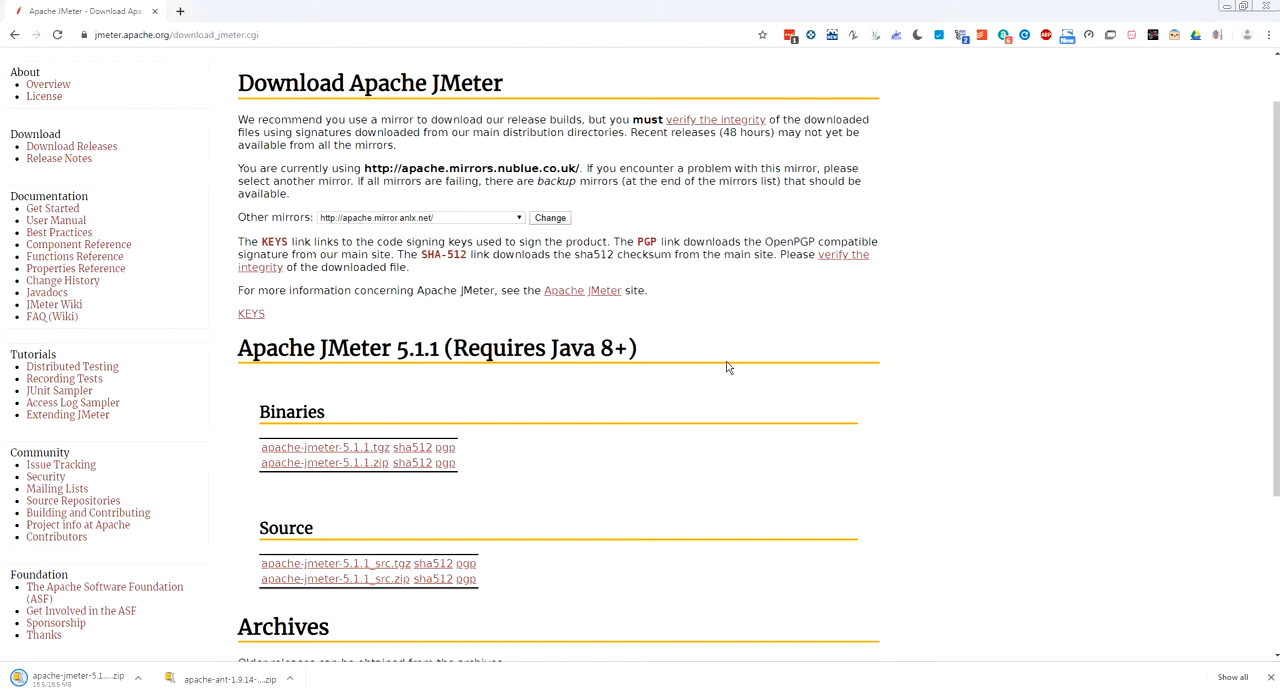 Apache JMeter - Download Apa
jmeter.apache.org/download_jmeter.cgi
About
Overview
License
Download
Download Releases
Release Notes
Documentation
Get Started
User Manual
Best Practices
Component Reference
Functions Reference
Properties Reference
Change History
Javadocs
JMeter Wiki
FAQ (Wiki)
Tutorials
Distributed Testing
Recording Tests
JUnit Sampler
Access Log Sampler
Extending JMeter
Community
Issue Tracking
Security
Mailing Lists
Source Repositories
Building and Contributing
Project info at Apache
Contributors
Foundation
The Apache Software Foundation
(ASF)
Get Involved in the ASF
Sponsorship
Thanks
Download Apache JMeter
We recommend you use a mirror to download our release builds, but you must verify the integrity of the downloaded
files using signatures downloaded from our main distribution directories. Recent releases (48 hours) may not yet be
available from all the mirrors.
You are currently using http://apache.mirrors.nublue.co.uk/. If you encounter a problem with this mirror, please
select another mirror. If all mirrors are failing, there are backup mirrors (at the end of the mirrors list) that should be
available.
Other mirrors: http://apache.mirror.anlx.net/ Change
The KEYS link links to the code signing keys used to sign the product. The PGP link downloads the OpenPGP compatible
signature from our main site. The SHA-512 link downloads the sha512 checksum from the main site. Please verify the
integrity of the downloaded file.
For more information concerning Apache JMeter, see the Apache JMeter site.
KEYS
Apache JMeter 5.1.1 (Requires Java 8+)
Binaries
apache-jmeter-5.1.1.tgz sha512 pgp
apache-jmeter-5.1.1.zip sha512 pgp
Source
apache-jmeter-5.1.1_src.tgz sha512 pgp
apache-jmeter-5.1.1_src.zip sha512 pgp
Archives
apache-jmeter-5.1....zip
16.5/16.5 MB
apache-ant-1.9.14-....zip
Show all